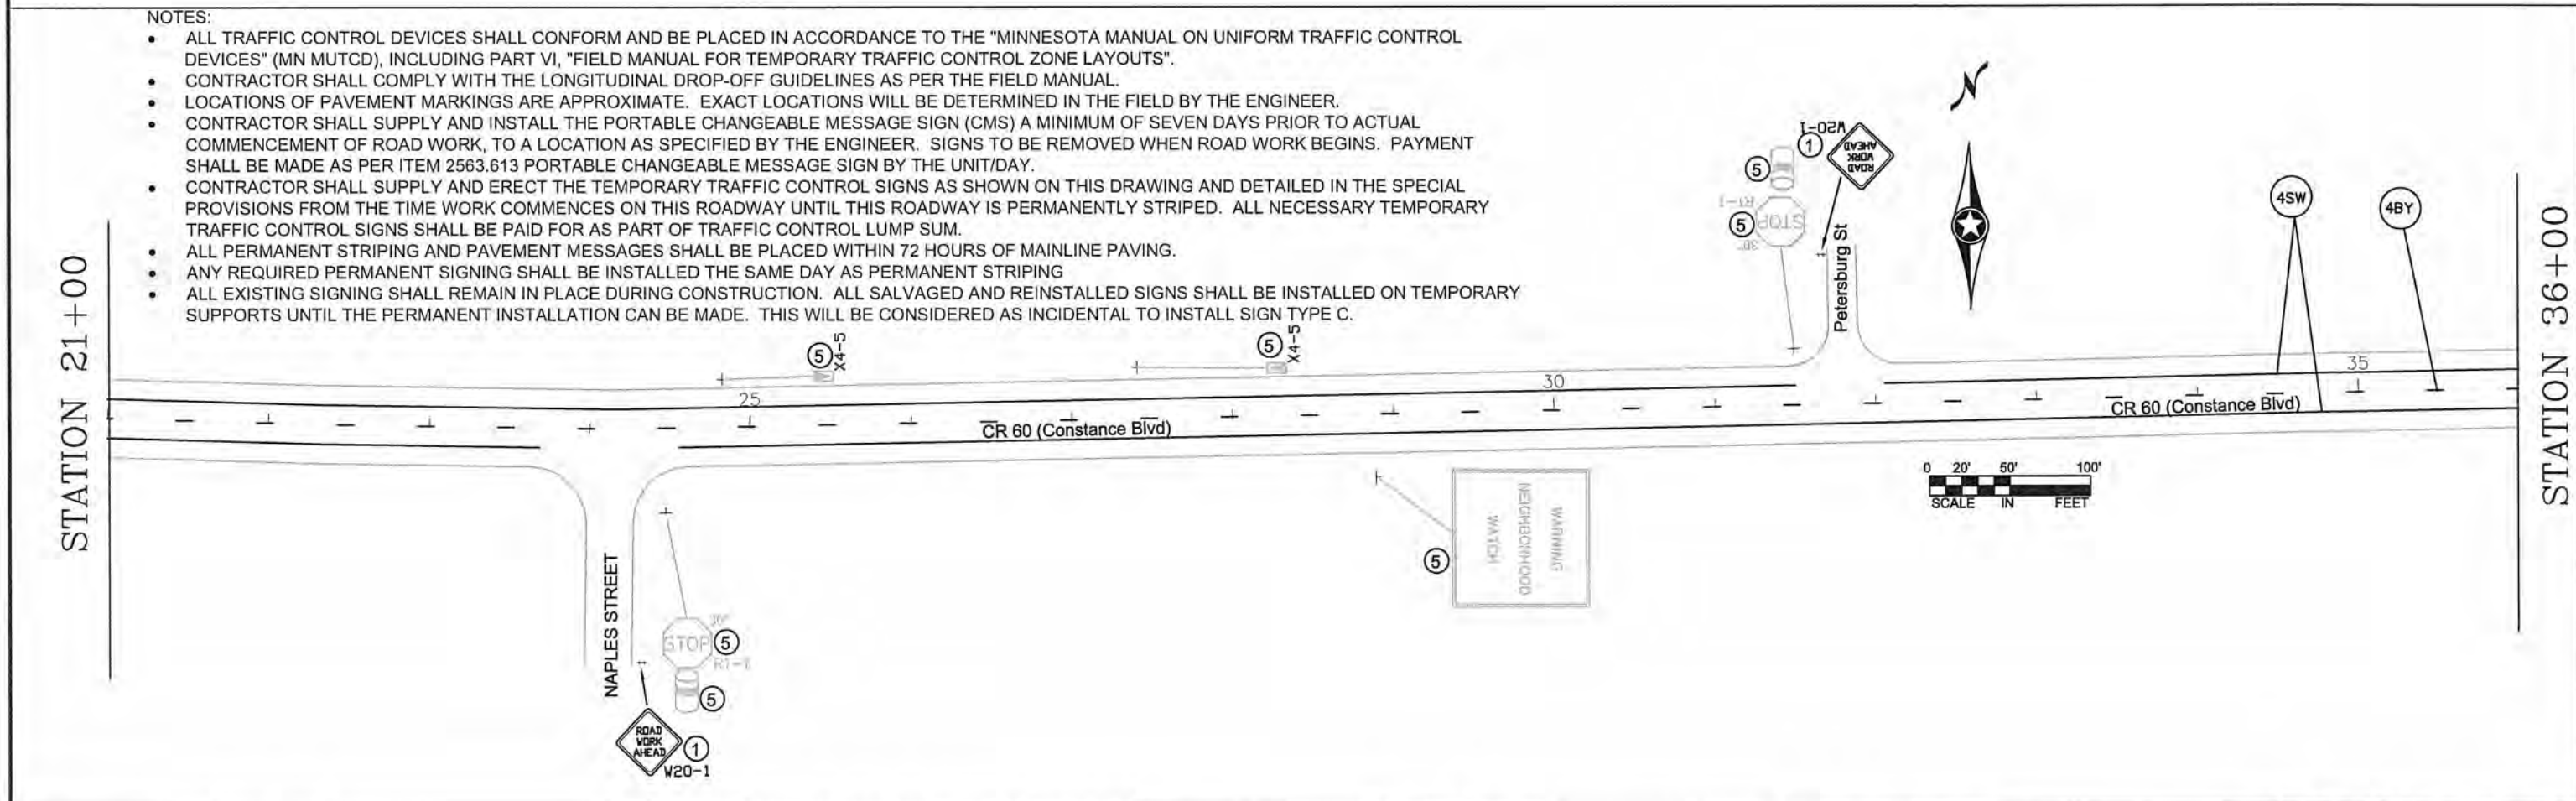 NOTES:
• ALL TRAFFIC CONTROL DEVICES SHALL CONFORM AND BE PLACED IN ACCORDANCE TO THE "MINNESOTA MANUAL ON UNIFORM TRAFFIC CONTROL
DEVICES" (MN MUTCD), INCLUDING PART VI, "FIELD MANUAL FOR TEMPORARY TRAFFIC CONTROL ZONE LAYOUTS".
• CONTRACTOR SHALL COMPLY WITH THE LONGITUDINAL DROP-OFF GUIDELINES AS PER THE FIELD MANUAL.
• LOCATIONS OF PAVEMENT MARKINGS ARE APPROXIMATE. EXACT LOCATIONS WILL BE DETERMINED IN THE FIELD BY THE ENGINEER.
• CONTRACTOR SHALL SUPPLY AND INSTALL THE PORTABLE CHANGEABLE MESSAGE SIGN (CMS) A MINIMUM OF SEVEN DAYS PRIOR TO ACTUAL
COMMENCEMENT OF ROAD WORK, TO A LOCATION AS SPECIFIED BY THE ENGINEER. SIGNS TO BE REMOVED WHEN ROAD WORK BEGINS. PAYMENT
SHALL BE MADE AS PER ITEM 2563.613 PORTABLE CHANGEABLE MESSAGE SIGN BY THE UNIT/DAY.
• CONTRACTOR SHALL SUPPLY AND ERECT THE TEMPORARY TRAFFIC CONTROL SIGNS AS SHOWN ON THIS DRAWING AND DETAILED IN THE SPECIAL
PROVISIONS FROM THE TIME WORK COMMENCES ON THIS ROADWAY UNTIL THIS ROADWAY IS PERMANENTLY STRIPED. ALL NECESSARY TEMPORARY
TRAFFIC CONTROL SIGNS SHALL BE PAID FOR AS PART OF TRAFFIC CONTROL LUMP SUM.
• ALL PERMANENT STRIPING AND PAVEMENT MESSAGES SHALL BE PLACED WITHIN 72 HOURS OF MAINLINE PAVING.
• ANY REQUIRED PERMANENT SIGNING SHALL BE INSTALLED THE SAME DAY AS PERMANENT STRIPING
• ALL EXISTING SIGNING SHALL REMAIN IN PLACE DURING CONSTRUCTION. ALL SALVAGED AND REINSTALLED SIGNS SHALL BE INSTALLED ON TEMPORARY
SUPPORTS UNTIL THE PERMANENT INSTALLATION CAN BE MADE. THIS WILL BE CONSIDERED AS INCIDENTAL TO INSTALL SIGN TYPE C.
STATION 21+00
5
X4-5
5
X4-5
25
CR 60 (Constance Blvd)
30
NAPLES STREET
30"
STOP
5
R1-1
5
ROAD
WORK
AHEAD
1
W20-1
5
WARNING
NEIGHBORHOOD
WATCH
W20-1
1
ROAD
WORK
AHEAD
5
R1-1
5
STOP
30"
Petersburg St
N
4SW
4BY
35
CR 60 (Constance Blvd)
0 20' 50' 100'
SCALE IN FEET
STATION 36+00